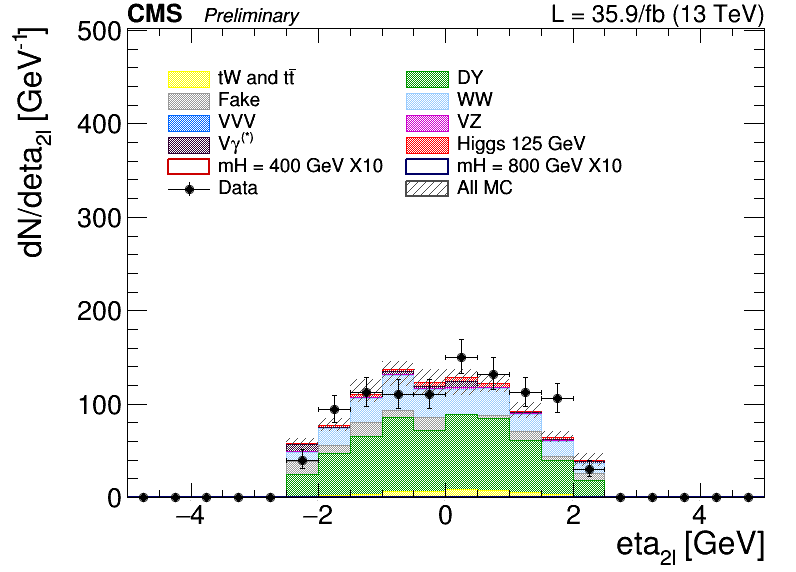 CMS Preliminary L = 35.9/fb (13 TeV)
dN/deta2l [GeV-1]
500
400
300
200
100
0
tW and tt̄ DY
Fake WW
VVV VZ
Vγ(*) Higgs 125 GeV
mH = 400 GeV X10 mH = 800 GeV X10
Data All MC
−4 −2 0 2 4
eta2l [GeV]